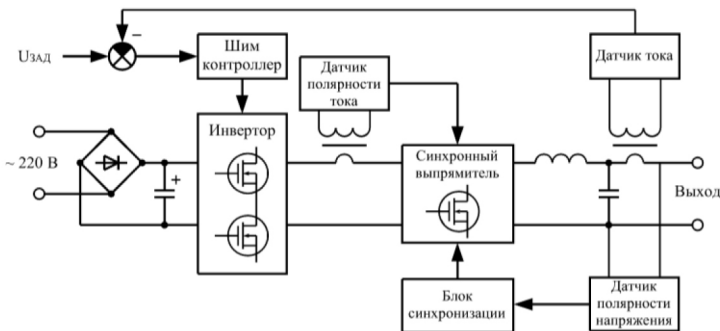 UЗАД
−
Шим
контроллер
Датчик
полярности
тока
Датчик тока
Инвертор
Синхронный
выпрямитель
~ 220 В
+
Выход
Блок
синхронизации
Датчик
полярности
напряжения